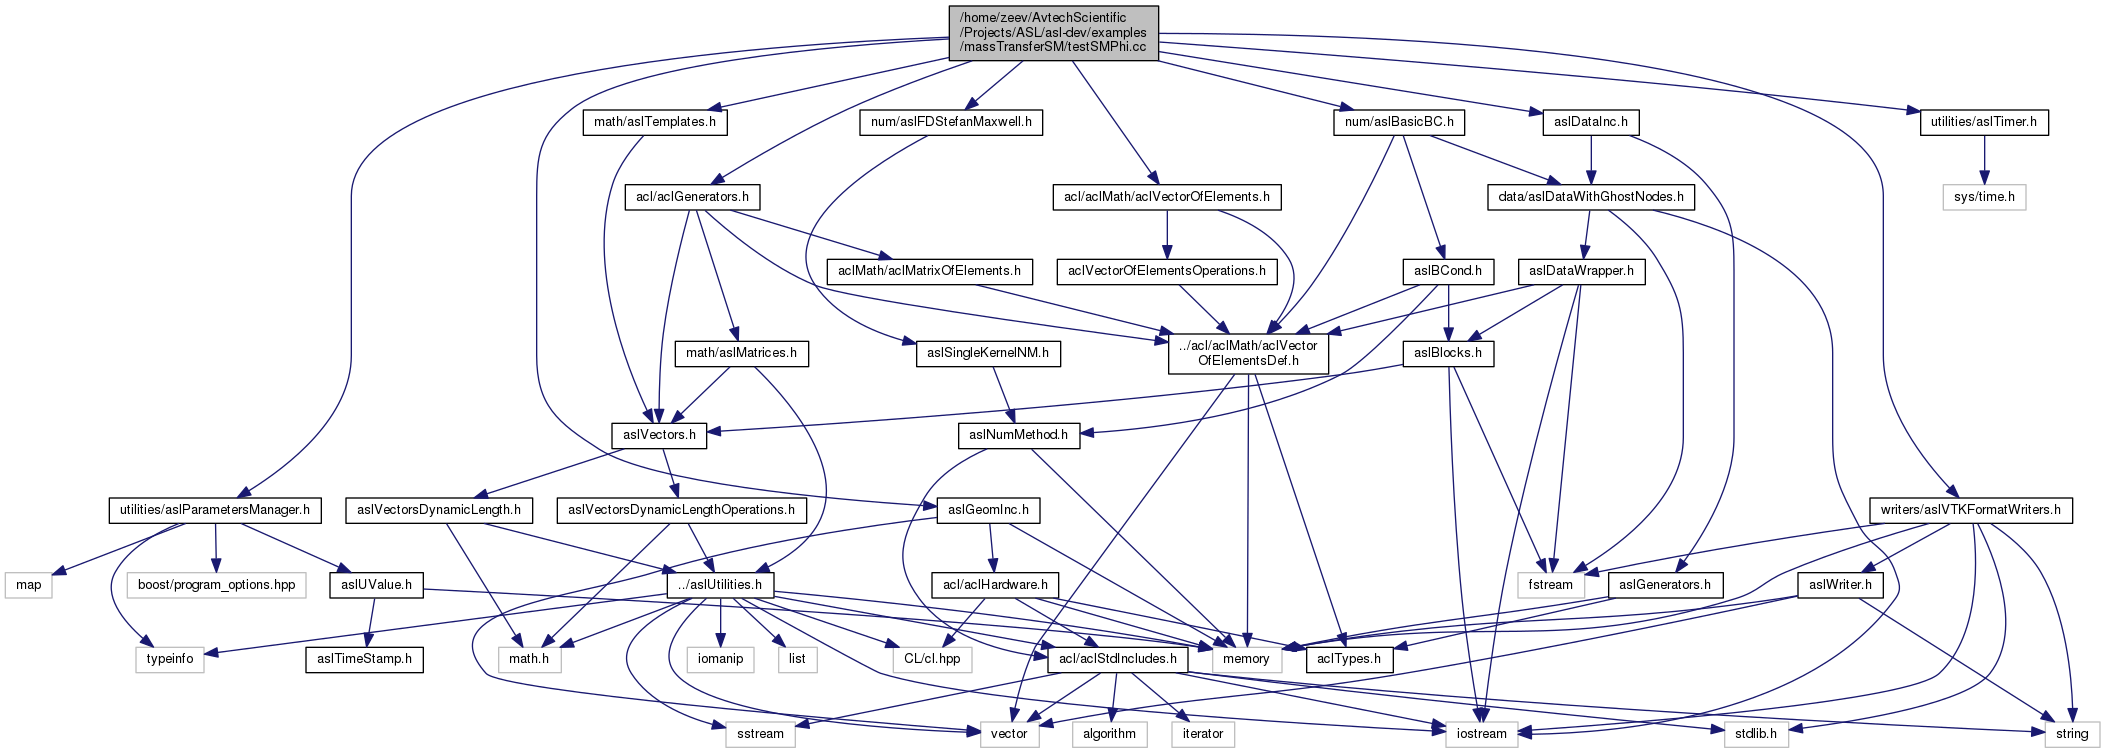 /home/zeev/AvtechScientific
/Projects/ASL/asl-dev/examples
/massTransferSM/testSMPhi.cc
math/aslTemplates.h
num/aslFDStefanMaxwell.h
num/aslBasicBC.h
aslDataInc.h
utilities/aslTimer.h
acl/aclGenerators.h
acl/aclMath/aclVectorOfElements.h
data/aslDataWithGhostNodes.h
sys/time.h
aclMath/aclMatrixOfElements.h
aclVectorOfElementsOperations.h
aslBCond.h
aslDataWrapper.h
math/aslMatrices.h
aslSingleKernelNM.h
../acl/aclMath/aclVector
OfElementsDef.h
aslBlocks.h
aslVectors.h
aslNumMethod.h
utilities/aslParametersManager.h
aslVectorsDynamicLength.h
aslVectorsDynamicLengthOperations.h
aslGeomInc.h
writers/aslVTKFormatWriters.h
map
boost/program_options.hpp
aslUValue.h
../aslUtilities.h
acl/aclHardware.h
fstream
aslGenerators.h
aslWriter.h
typeinfo
aslTimeStamp.h
math.h
iomanip
list
CL/cl.hpp
acl/aclStdIncludes.h
memory
aclTypes.h
sstream
vector
algorithm
iterator
iostream
stdlib.h
string